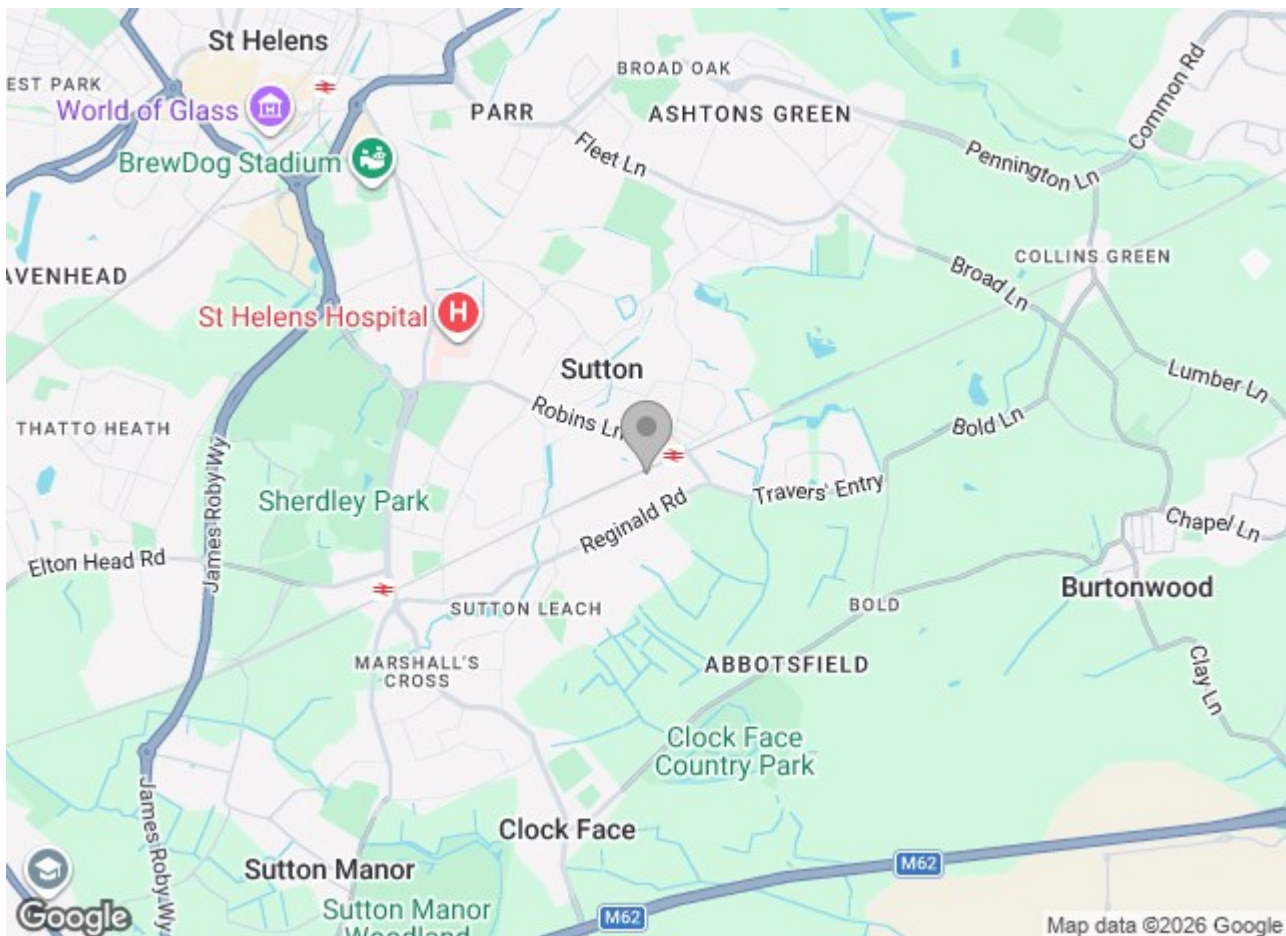 St Helens
EST PARK
World of Glass
BrewDog Stadium
PARR
BROAD OAK
ASHTONS GREEN
Fleet Ln
Common Rd
Pennington Ln
AVENHEAD
COLLINS GREEN
Broad Ln
St Helens Hospital
H
Sutton
Lumber Ln
THATTO HEATH
Robins Ln
Bold Ln
James Roby Wy
Sherdley Park
Travers' Entry
Reginald Rd
Chapel Ln
Elton Head Rd
Burtonwood
SUTTON LEACH
BOLD
MARSHALL'S
CROSS
ABBOTSFIELD
Clay Ln
Clock Face
Country Park
James Roby Wy
Clock Face
M62
Sutton Manor
Sutton Manor
Woodland
M62
Google
Map data ©2026 Google